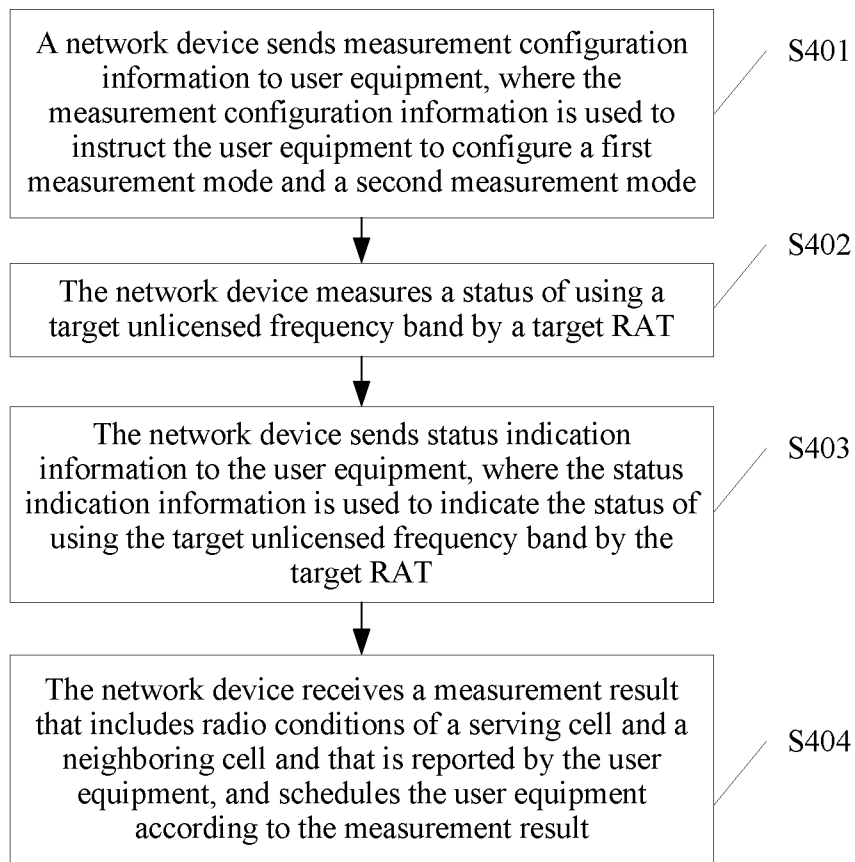 A network device sends measurement configuration
information to user equipment, where the
measurement configuration information is used to
instruct the user equipment to configure a first
measurement mode and a second measurement mode
S401
The network device measures a status of using a
target unlicensed frequency band by a target RAT
S402
The network device sends status indication
information to the user equipment, where the status
indication information is used to indicate the status of
using the target unlicensed frequency band by the
target RAT
S403
The network device receives a measurement result
that includes radio conditions of a serving cell and a
neighboring cell and that is reported by the user
equipment, and schedules the user equipment
according to the measurement result
S404